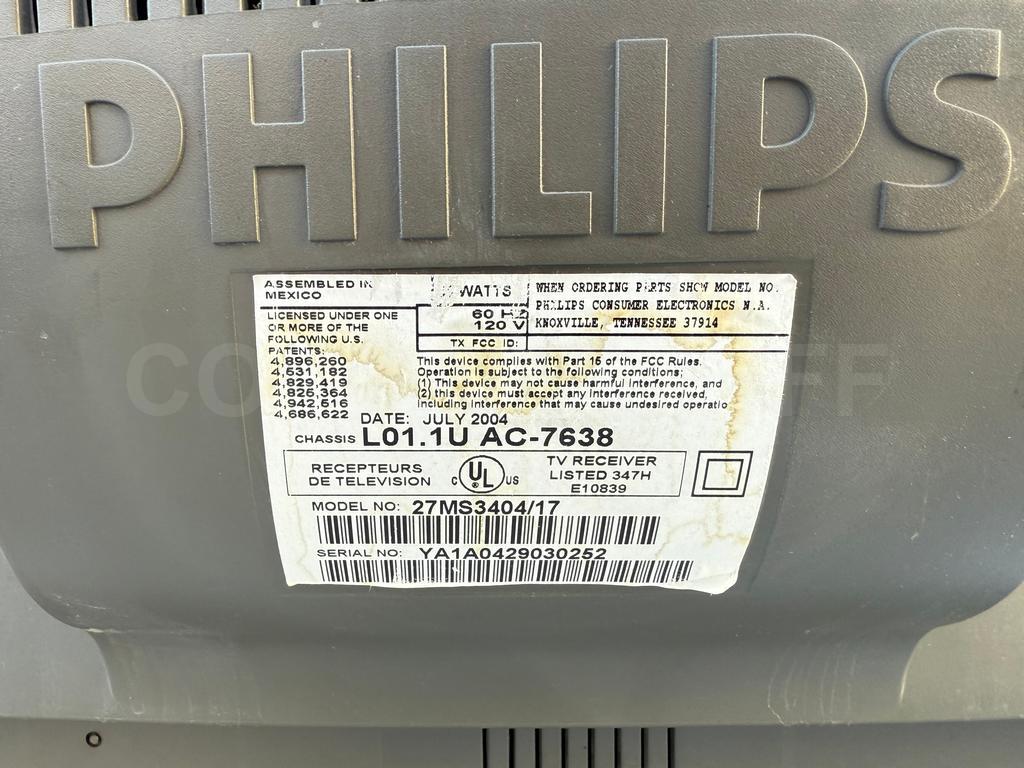 PHILIPS
ASSEMBLED IN
MEXICO
LICENSED UNDER ONE
OR MORE OF THE
FOLLOWING U.S.
PATENTS:
4,896,260
4,531,182
4,829,419
4,825,364
4,942,516
4,686,622
WATTS
60 HZ
120 V
TX FCC ID:
WHEN ORDERING PARTS SHOW MODEL NO.
PHILIPS CONSUMER ELECTRONICS N.A.
KNOXVILLE, TENNESSEE 37914
This device complies with Part 15 of the FCC Rules.
Operation is subject to the following conditions;
(1) This device may not cause harmful interference, and
(2) this device must accept any interference received,
including interference that may cause undesired operatio
DATE: JULY 2004
CHASSIS L01.1U AC-7638
RECEPTEURS
DE TELEVISION
C UL US
TV RECEIVER
LISTED 347H
E10839
MODEL NO: 27MS3404/17
SERIAL NO: YA1A0429030252